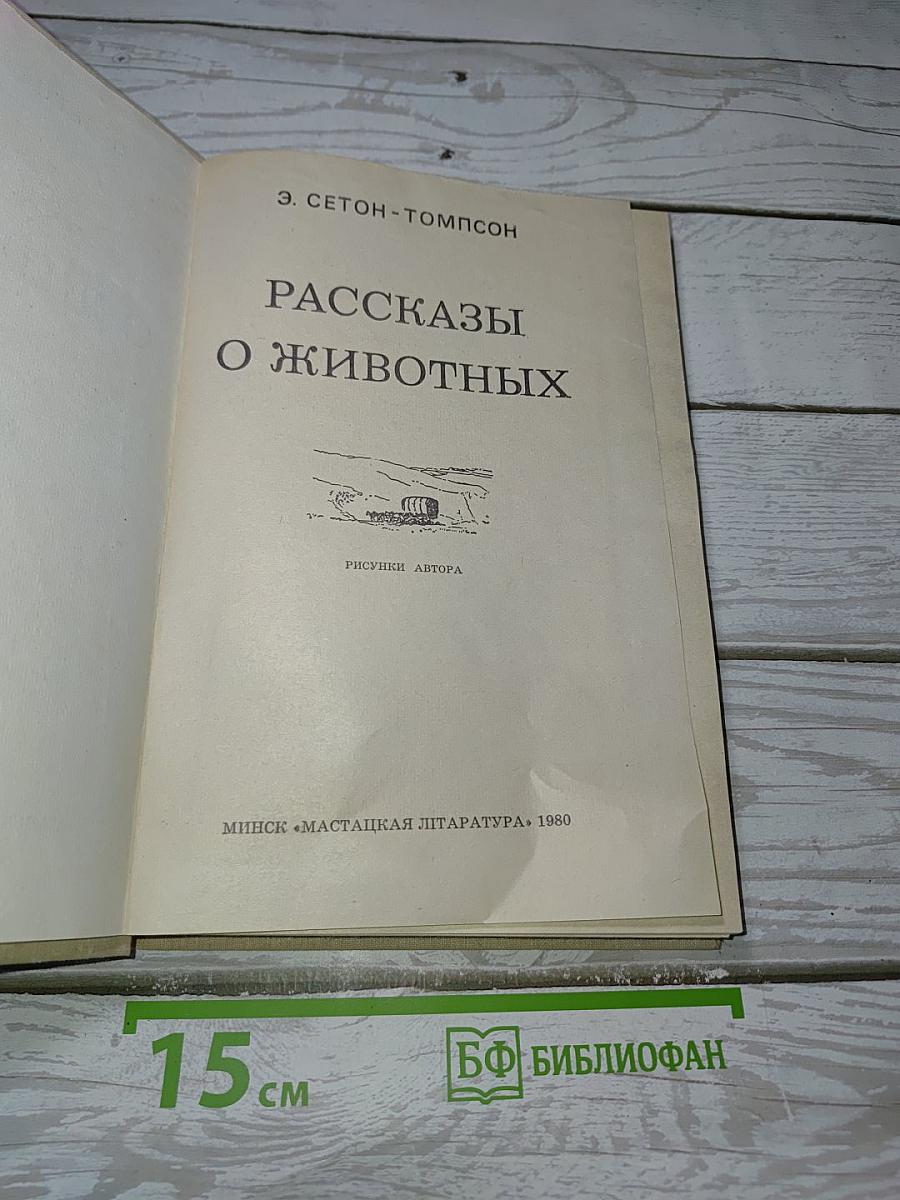 Э. СЕТОН-ТОМПСОН
РАССКАЗЫ
О ЖИВОТНЫХ
РИСУНКИ АВТОРА
МИНСК «МАСТАЦКАЯ ЛІТАРАТУРА» 1980
15 см
БФ БИБЛИОФАН